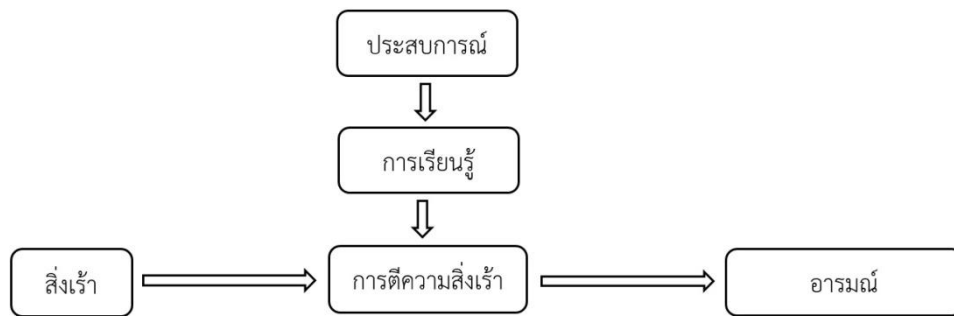 ประสบการณ์
การเรียนรู้
สิ่งเร้า
การตีความสิ่งเร้า
อารมณ์